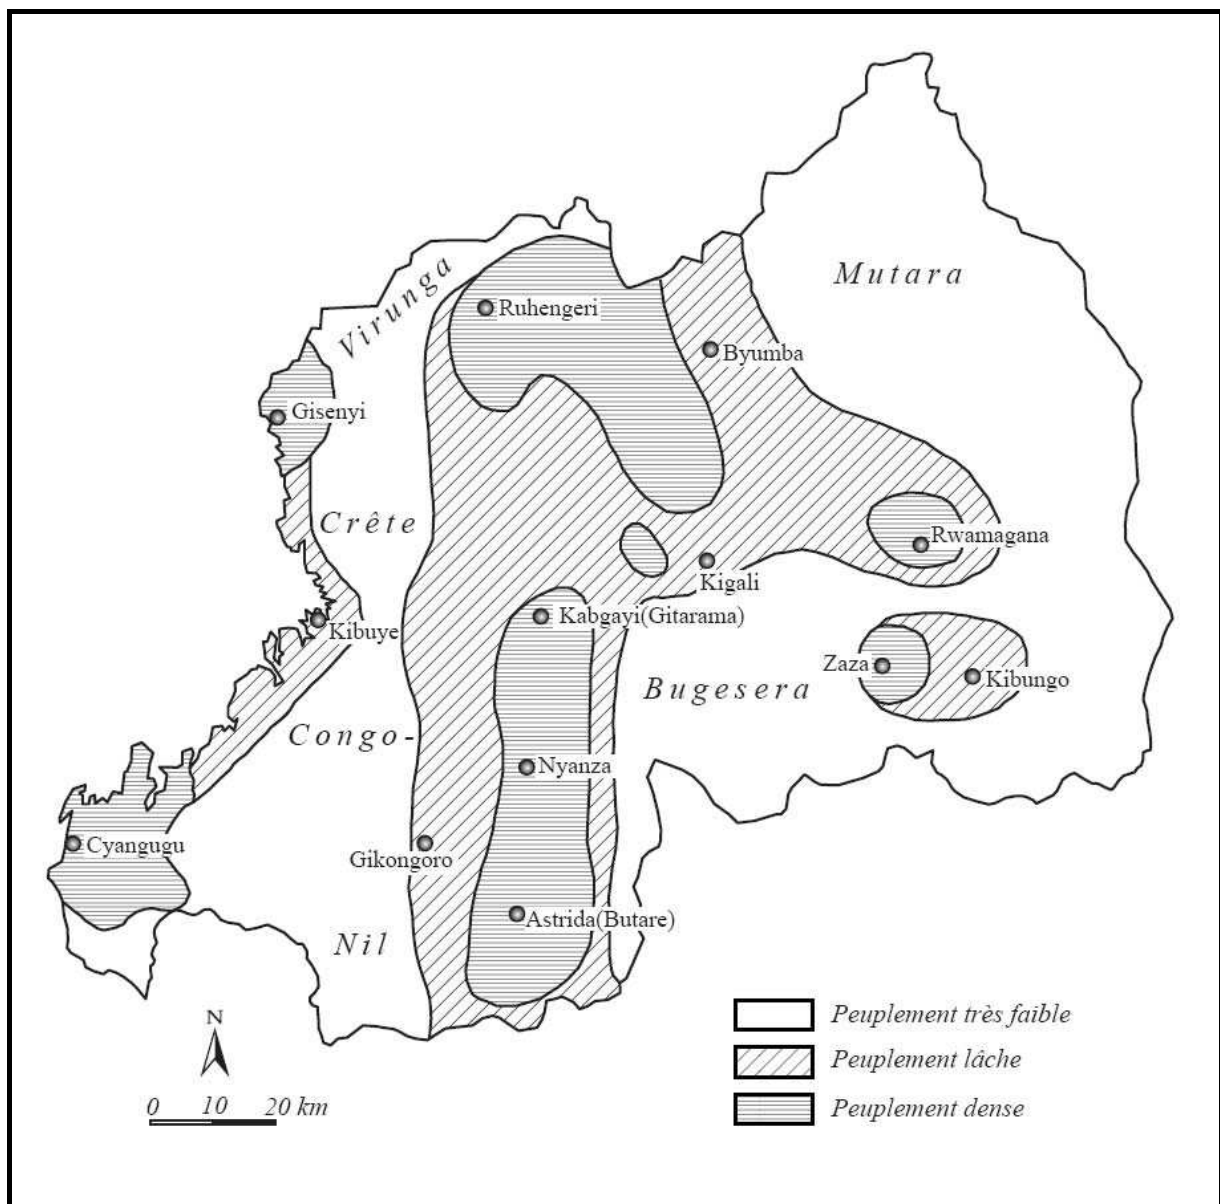 Mutara
Virunga
Ruhengeri
Byumba
Gisenyi
Crête
Rwamagana
Kigali
Kabgayi(Gitarama)
Kibuye
Zaza
Kibungo
Bugesera
Congo-
Nyanza
Cyangugu
Gikongoro
Astrida(Butare)
Nil
N
0 10 20 km
Peuplement très faible
Peuplement lâche
Peuplement dense